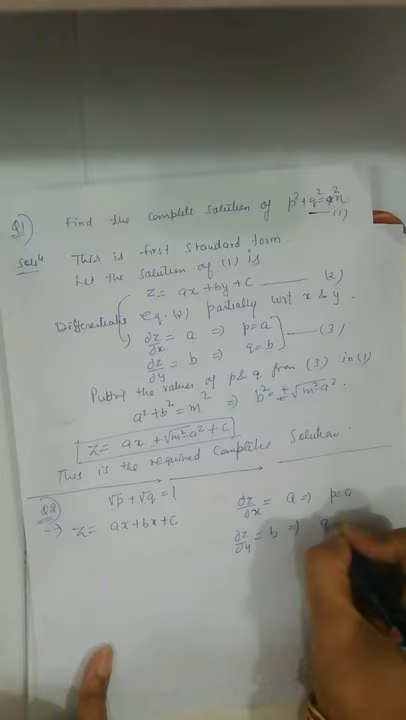 Q1) Find the complete solution of p²+q²=m² —(1)
Solⁿ This is first standard form.
Let the solution of (1) is
z = ax+by+c —— (2)
Differentiate eq.(2) partially wrt x & y.
∂z/∂x = a ⇒ p=a
∂z/∂y = b ⇒ q=b ] —(3)
Putting the values of p & q from (3) in (1)
a²+b²=m² ⇒ b²=±√m²-a².
z= ax ±√m²-a² + c
This is the required complete Solution.
Q2 √p + √q = 1
→ z= ax+bx+c
∂z/∂x = a ⇒ p=a
∂z/∂y = b ⇒ q